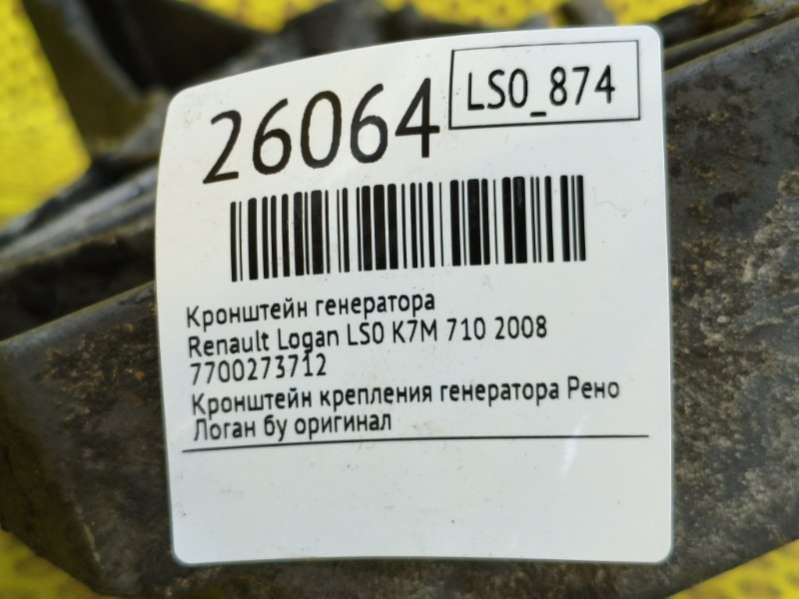 26064
LS0_874
Кронштейн генератора
Renault Logan LS0 K7M 710 2008
7700273712
Кронштейн крепления генератора Рено
Логан бу оригинал